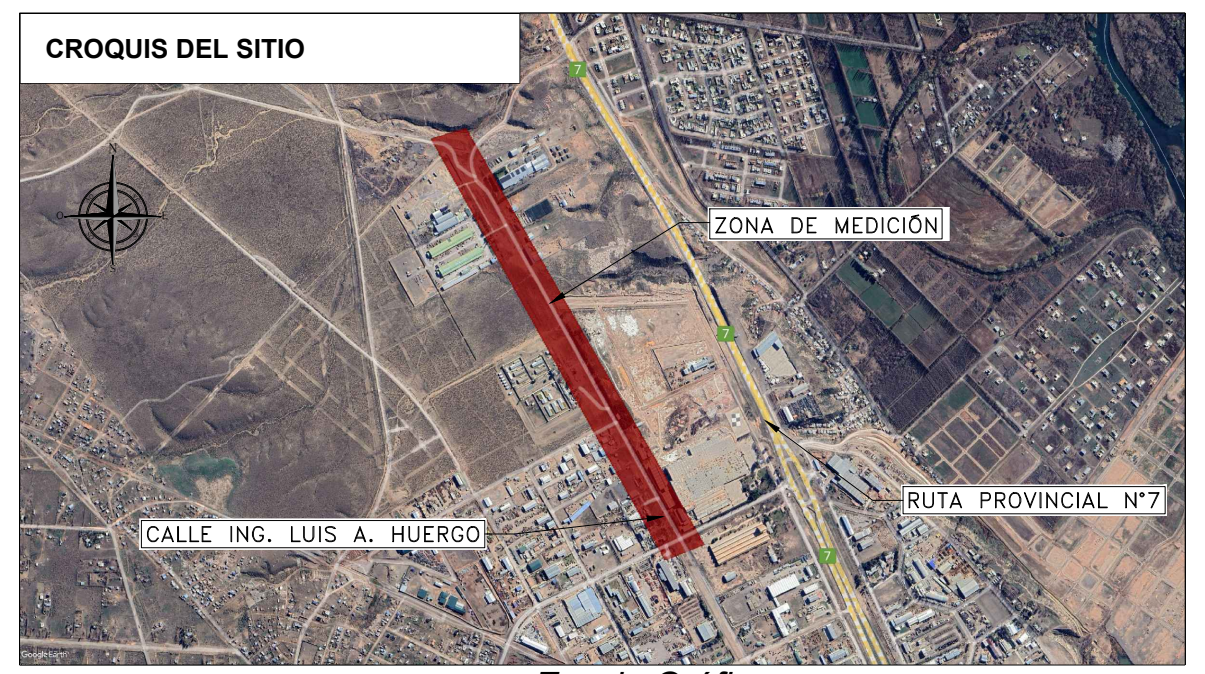 CROQUIS DEL SITIO
7
N
O
E
S
ZONA DE MEDICIÓN
7
RUTA PROVINCIAL N°7
CALLE ING. LUIS A. HUERGO
7
Google Earth